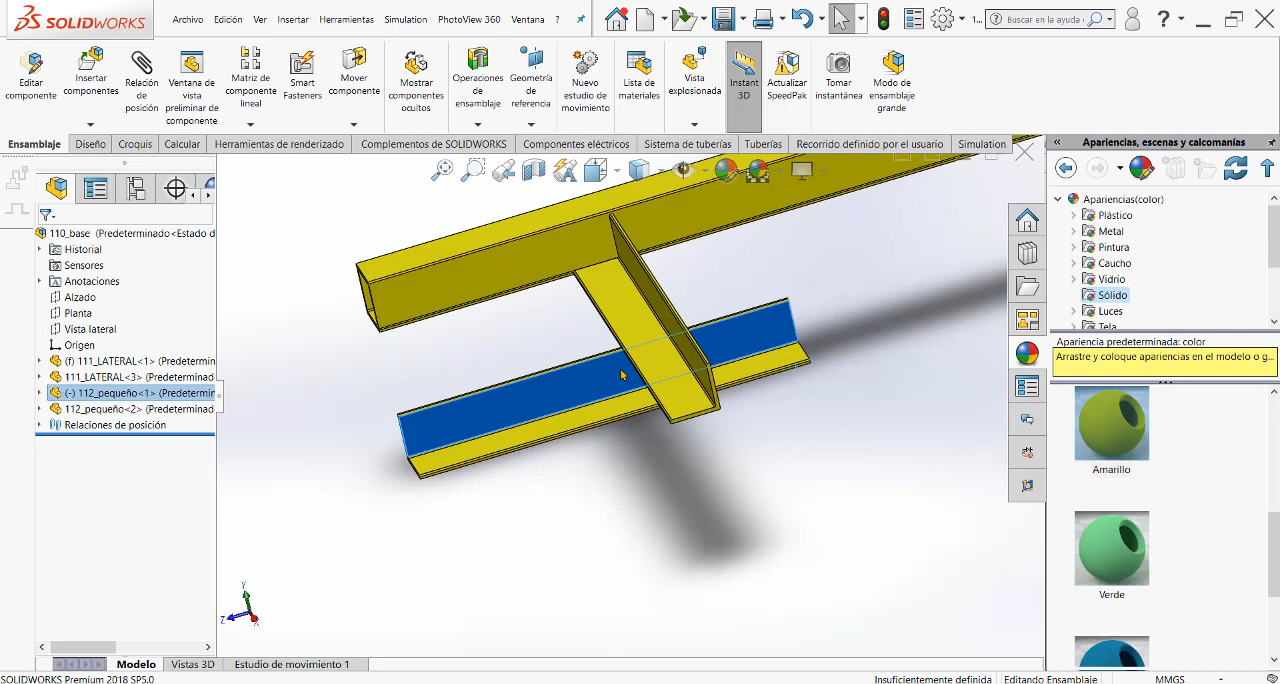 SOLIDWORKS
Archivo Edición Ver Insertar Herramientas Simulation PhotoView 360 Ventana ?
1... Buscar en la ayuda
Editar componente
Insertar componentes
Relación de posición
Ventana de vista preliminar de componente
Matriz de componente lineal
Smart Fasteners
Mover componente
Mostrar componentes ocultos
Operaciones de ensamblaje
Geometría de referencia
Nuevo estudio de movimiento
Lista de materiales
Vista explosionada
Instant 3D
Actualizar SpeedPak
Tomar instantánea
Modo de ensamblaje grande
Ensamblaje Diseño Croquis Calcular Herramientas de renderizado Complementos de SOLIDWORKS Componentes eléctricos Sistema de tuberías Tuberías Recorrido definido por el usuario Simulation
110_base (Predeterminado<Estado d
Historial
Sensores
Anotaciones
Alzado
Planta
Vista lateral
Origen
(f) 111_LATERAL<1> (Predetermin
111_LATERAL<3> (Predeterminad
(-) 112_pequeño<1> (Predetermin
112_pequeño<2> (Predeterminad
Relaciones de posición
Y
Z
X
Apariencias, escenas y calcomanías
Apariencias(color)
Plástico
Metal
Pintura
Caucho
Vidrio
Sólido
Luces
Tela
Apariencia predeterminada: color
Arrastre y coloque apariencias en el modelo o g...
Amarillo
Verde
Modelo Vistas 3D Estudio de movimiento 1
SOLIDWORKS Premium 2018 SP5.0
Insuficientemente definida Editando Ensamblaje MMGS -